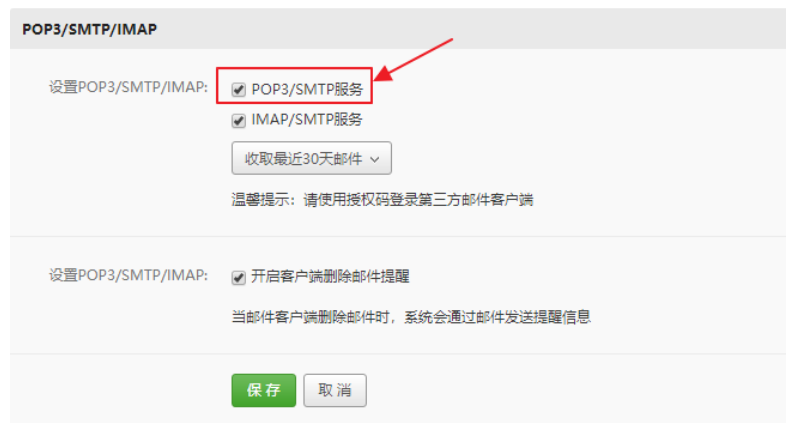 POP3/SMTP/IMAP
设置POP3/SMTP/IMAP: POP3/SMTP服务
IMAP/SMTP服务
收取最近30天邮件
温馨提示：请使用授权码登录第三方邮件客户端
设置POP3/SMTP/IMAP: 开启客户端删除邮件提醒
当邮件客户端删除邮件时，系统会通过邮件发送提醒信息
保存 取消